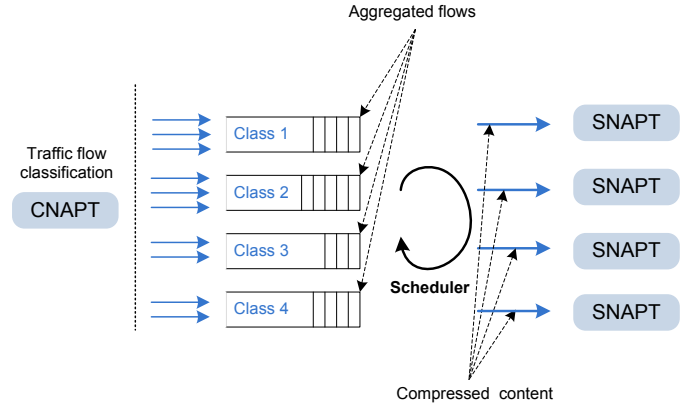 Aggregated flows
Traffic flow
classification
CNAPT
Class 1
Class 2
Class 3
Class 4
Scheduler
SNAPT
SNAPT
SNAPT
SNAPT
Compressed content